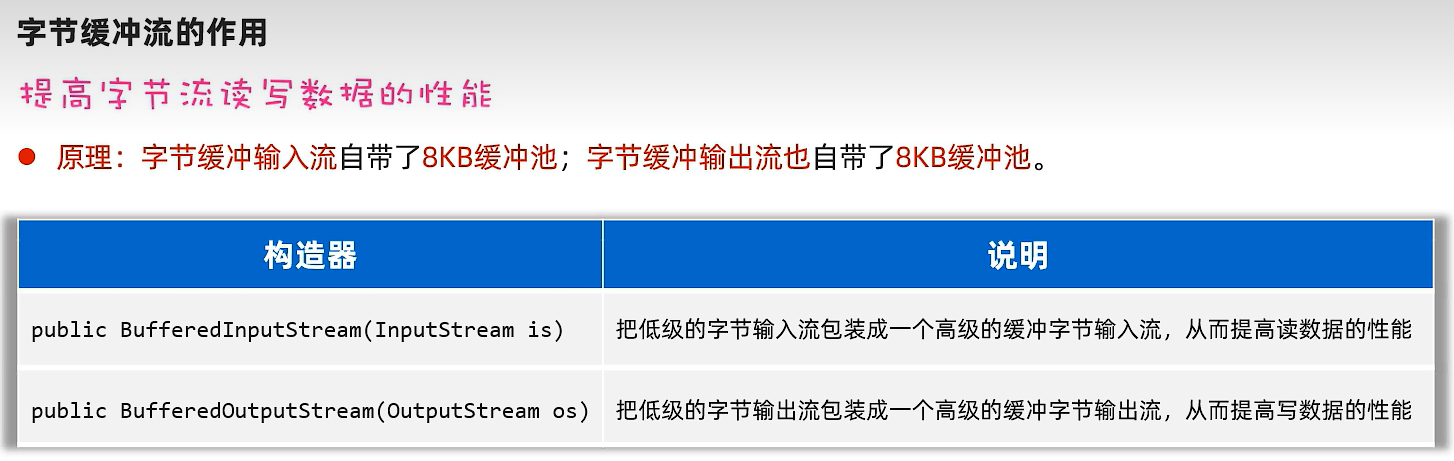 字节缓冲流的作用
提高字节流读写数据的性能
原理：字节缓冲输入流自带了8KB缓冲池；字节缓冲输出流也自带了8KB缓冲池。
构造器 说明
public BufferedInputStream(InputStream is) 把低级的字节输入流包装成一个高级的缓冲字节输入流，从而提高读数据的性能
public BufferedOutputStream(OutputStream os) 把低级的字节输出流包装成一个高级的缓冲字节输出流，从而提高写数据的性能